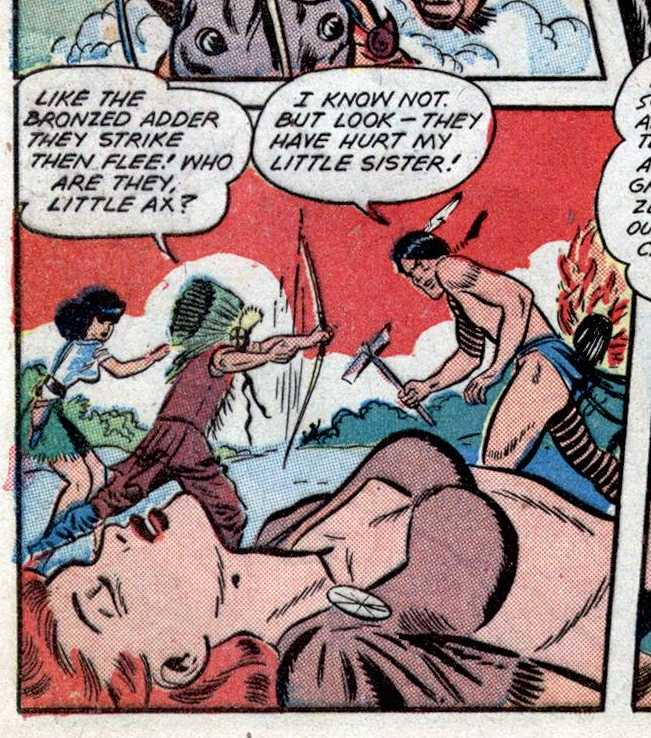 LIKE THE
BRONZED ADDER
THEY STRIKE
THEN FLEE! WHO
ARE THEY,
LITTLE AX?
I KNOW NOT.
BUT LOOK — THEY
HAVE HURT MY
LITTLE SISTER!